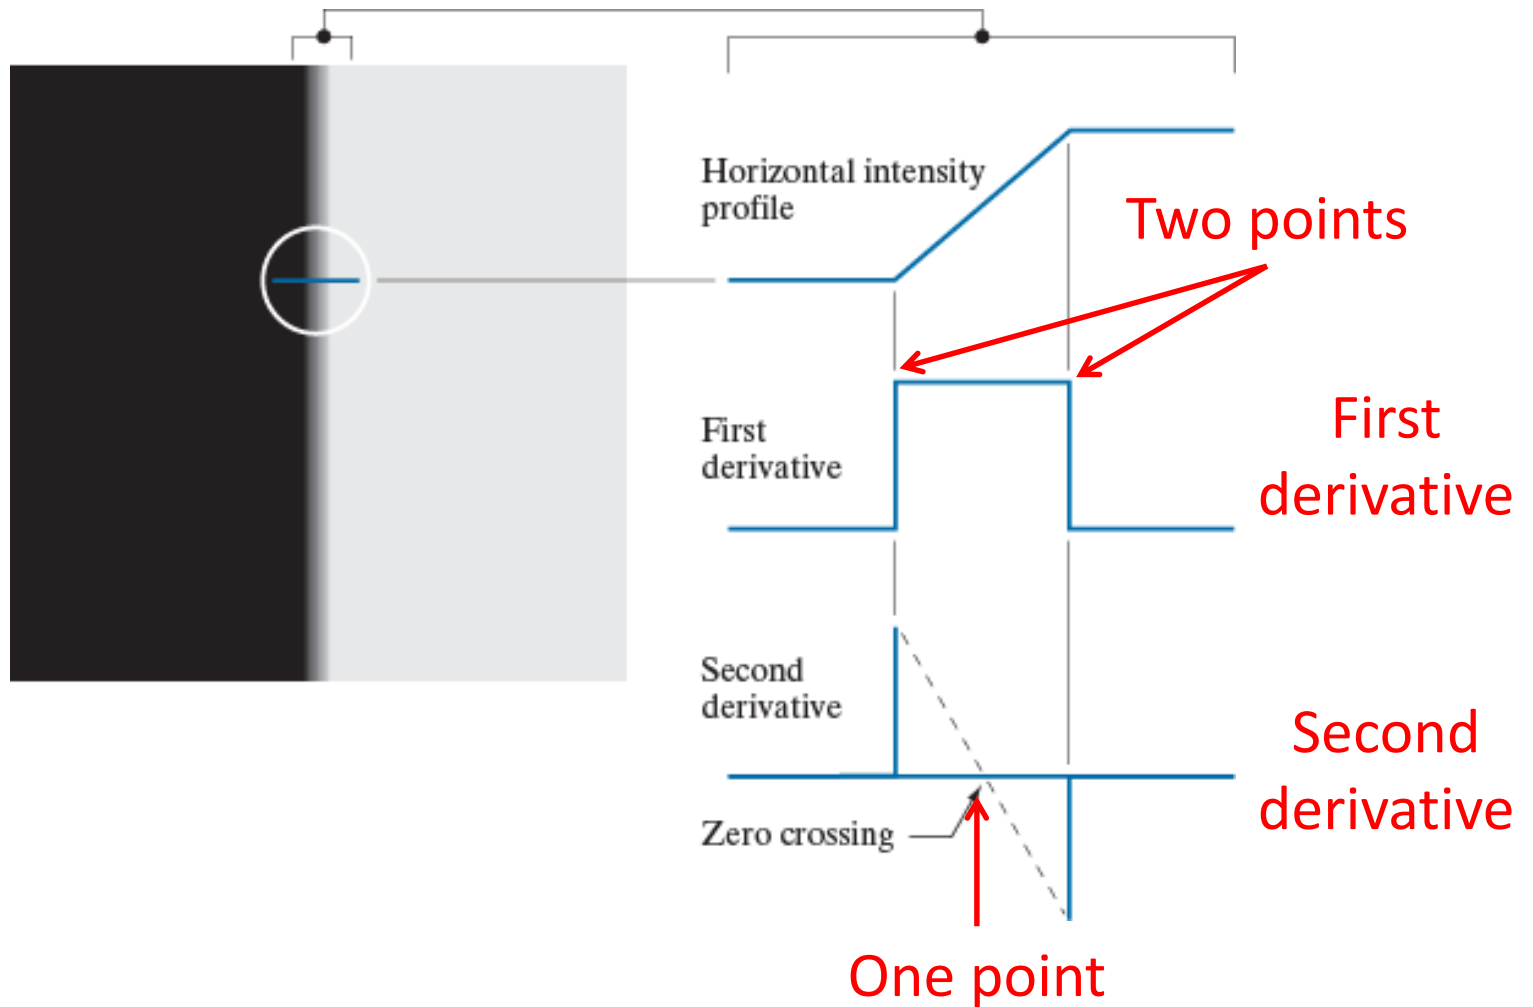 Horizontal intensity
profile
Two points
First
derivative
First
derivative
Second
derivative
Second
derivative
Zero crossing
One point